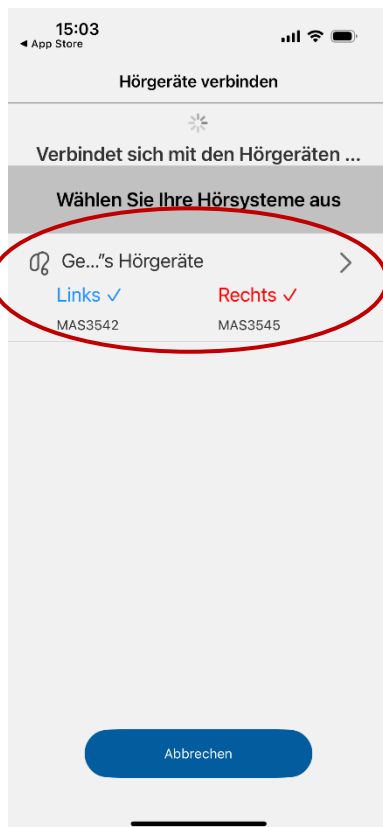 15:03
◀ App Store
Hörgeräte verbinden
Verbindet sich mit den Hörgeräten ...
Wählen Sie Ihre Hörsysteme aus
Ge..."s Hörgeräte
Links ✓ Rechts ✓
MAS3542 MAS3545
Abbrechen